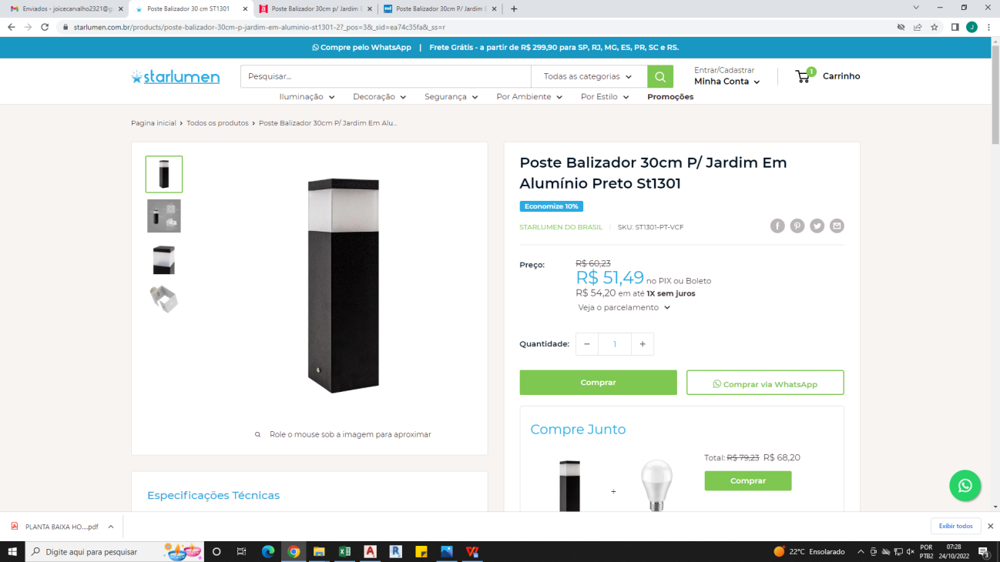 Enviados - joicecarvalho2321@g
Poste Balizador 30 cm ST1301
Poste Balizador 30cm p/ Jardim E
Poste Balizador 30cm P/ Jardim E
starlumen.com.br/products/poste-balizador-30cm-p-jardim-em-aluminio-st1301-2?_pos=3&_sid=ea74c35fa&_ss=r
J
Compre pelo WhatsApp | Frete Grátis - a partir de R$ 299,90 para SP, RJ, MG, ES, PR, SC e RS.
starlumen
Pesquisar...
Todas as categorias
Entrar/Cadastrar
Minha Conta
1
Carrinho
Iluminação Decoração Segurança Por Ambiente Por Estilo Promoções
Pagina inicial › Todos os produtos › Poste Balizador 30cm P/ Jardim Em Alu...
Poste Balizador 30cm P/ Jardim Em
Alumínio Preto St1301
Economize 10%
STARLUMEN DO BRASIL | SKU: ST1301-PT-VCF
Preço:
R$ 60,23
R$ 51,49 no PIX ou Boleto
R$ 54,20 em até 1X sem juros
Veja o parcelamento
Quantidade: − 1 +
Comprar
Comprar via WhatsApp
Role o mouse sob a imagem para aproximar
Compre Junto
Total: R$ 79,23 R$ 68,20
+
Comprar
Especificações Técnicas
PLANTA BAIXA HO....pdf
Exibir todos
Digite aqui para pesquisar
22°C Ensolarado
POR
PTB2
07:28
24/10/2022
3